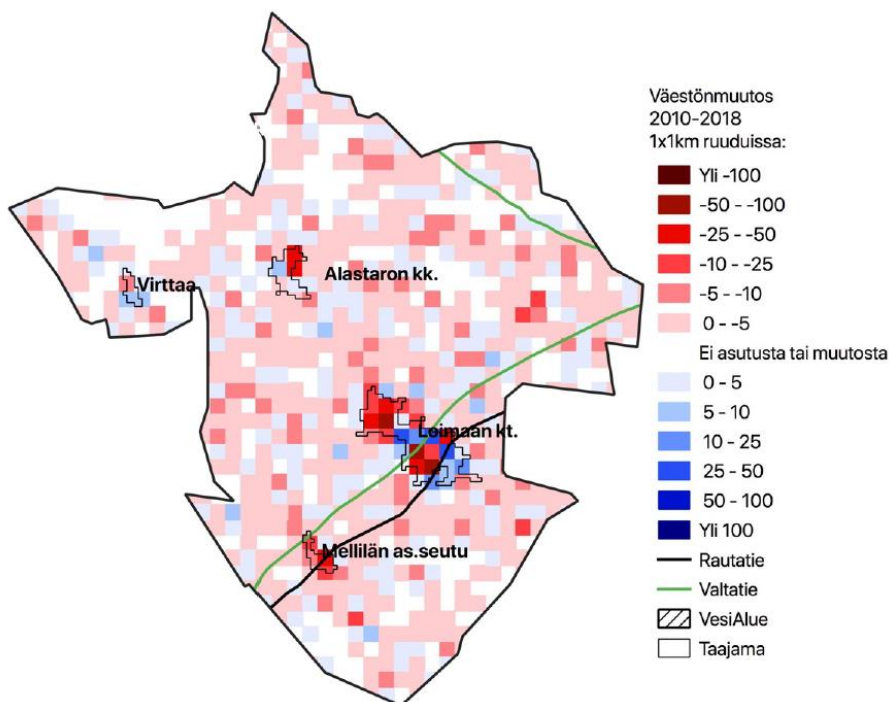 Väestönmuutos
2010-2018
1x1km ruuduissa:
Yli -100
-50 - -100
-25 - -50
-10 - -25
-5 - -10
0 - -5
Ei asutusta tai muutosta
0 - 5
5 - 10
10 - 25
25 - 50
50 - 100
Yli 100
Rautatie
Valtatie
VesiAlue
Taajama
Virttaa
Alastaron kk.
Loimaan kt.
Mellilän as.seutu